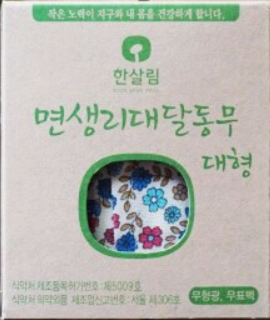 작은 노력이 지구와 내 몸을 건강하게 합니다.
한살림
면생리대 달동무
대형
식약처 제조품목허가번호 : 제5009호
식약처 의약외품 제조업신고번호 : 서울 제306호
무형광, 무표백